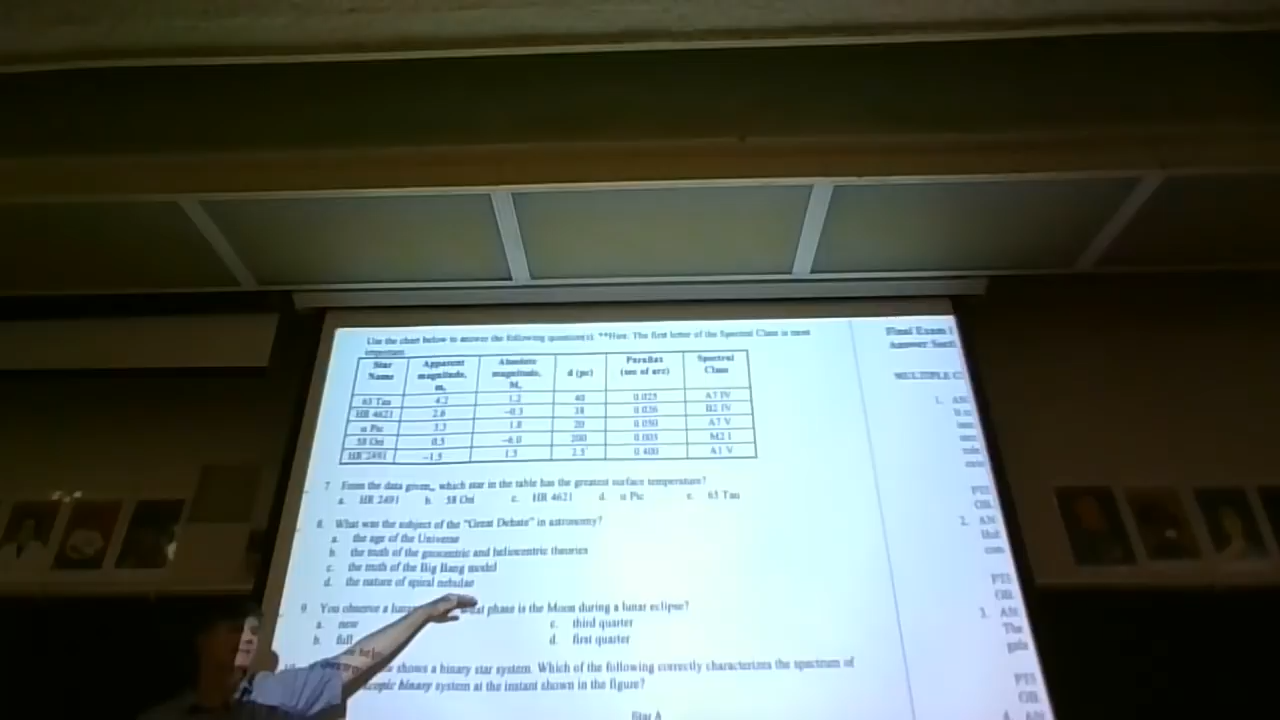 Use the chart below to answer the following question(s). **Hint: The first letter of the Spectral Class is most
important.
Star Name Apparent magnitude, Absolute magnitude, d (pc) Parallax (sec of arc) Spectral Class
63 Tau 4.2 1.2 40 0.025 A7 IV
HR 4621 2.6 -0.3 38 0.026 B2 IV
α Pic 3.3 1.8 20 0.050 A7 V
58 Ori 0.5 -6.0 200 0.005 M2 I
HR 2491 -1.5 1.5 2.5 0.400 A1 V
7 From the data given, which star in the table has the greatest surface temperature?
a. HR 2491 b. 58 Ori c. HR 4621 d. α Pic e. 63 Tau
8. What was the subject of the "Great Debate" in astronomy?
a. the age of the Universe
b. the truth of the geocentric and heliocentric theories
c. the truth of the Big Bang model
d. the nature of spiral nebulae
9 You observe a phase is the Moon during a lunar eclipse?
a. new c. third quarter
b. full d. first quarter
shows a binary star system. Which of the following correctly characterizes the spectrum of
binary system at the instant shown in the figure?
Star A
Final Exam
Answer Secti
MULTIPLE C
1. AN
2. AN
3. AN
The